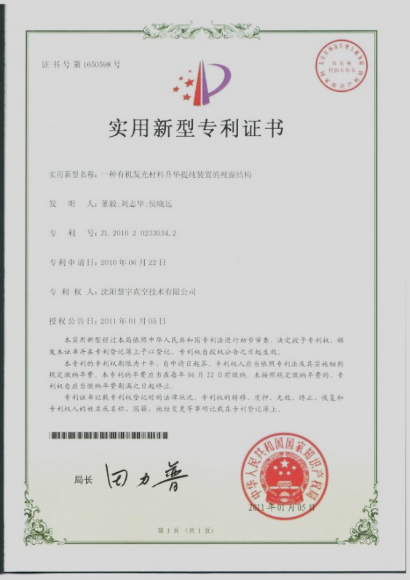 证书号第1650598号
实用新型专利证书
实用新型名称：一种有机发光材料升华提纯装置的视窗结构
发 明 人：董毅;刘志华;侯晓远
专 利 号：ZL 2010 2 0233034.2
专利申请日：2010年06月22日
专 利 权 人：沈阳慧宇真空技术有限公司
授权公告日：2011年01月05日
本实用新型经过本局依照中华人民共和国专利法进行初步审查，决定授予专利权，颁
发本证书并在专利登记簿上予以登记。专利权自授权公告之日起生效。
本专利的专利权期限为十年，自申请日起算。专利权人应当依照专利法及其实施细则
规定缴纳年费。本专利的年费应当在每年06月22日前缴纳。未按照规定缴纳年费的，专
利权自应当缴纳年费期满之日起终止。
专利证书记载专利权登记时的法律状况。专利权的转移、质押、无效、终止、恢复和
专利权人的姓名或名称、国籍、地址变更等事项记载在专利登记簿上。
局长 田力普
中华人民共和国国家知识产权局
2011年01月05日
第1页（共1页）